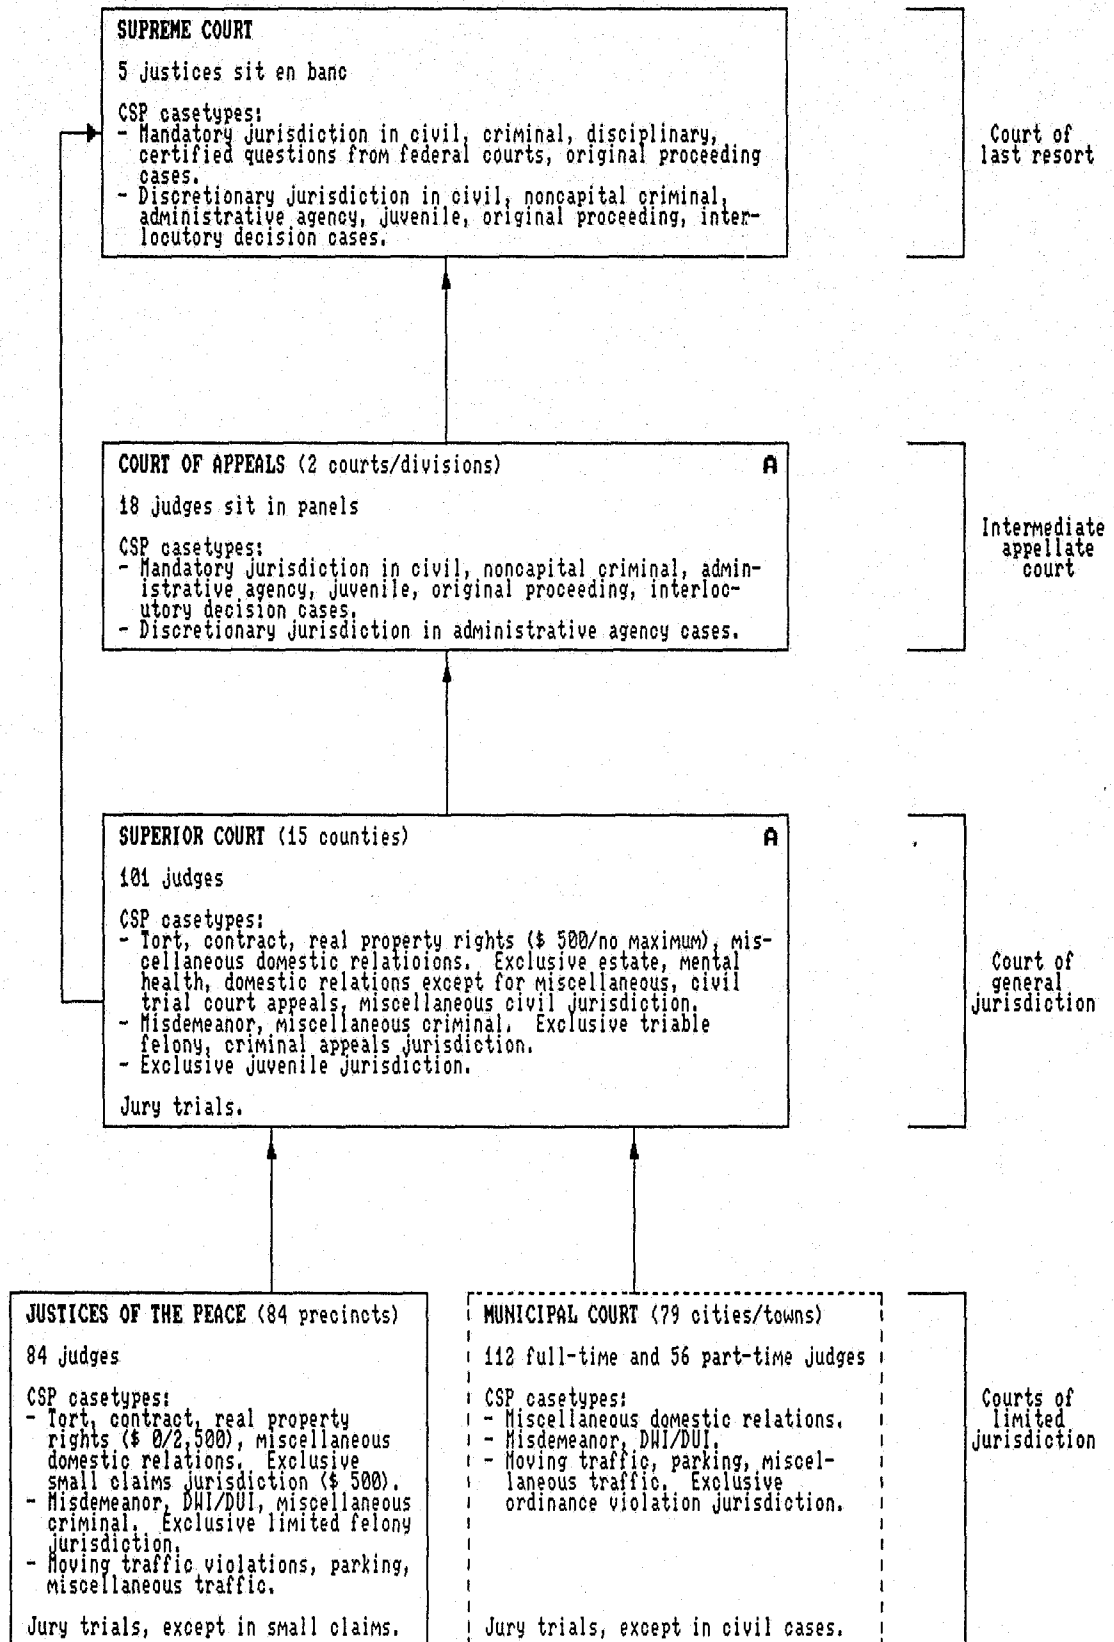 SUPREME COURT
5 justices sit en banc
CSP casetypes:
- Mandatory jurisdiction in civil, criminal, disciplinary,
certified questions from federal courts, original proceeding
cases.
- Discretionary jurisdiction in civil, noncapital criminal,
administrative agency, juvenile, original proceeding, inter-
locutory decision cases.
Court of
last resort
COURT OF APPEALS (2 courts/divisions) A
18 judges sit in panels
CSP casetypes:
- Mandatory jurisdiction in civil, noncapital criminal, admin-
istrative agency, juvenile, original proceeding, interloc-
utory decision cases.
- Discretionary jurisdiction in administrative agency cases.
Intermediate
appellate
court
SUPERIOR COURT (15 counties) A
101 judges
CSP casetypes:
- Tort, contract, real property rights ($ 500/no maximum), mis-
cellaneous domestic relatioions. Exclusive estate, mental
health, domestic relations except for miscellaneous, civil
trial court appeals, miscellaneous civil jurisdiction.
- Misdemeanor, miscellaneous criminal. Exclusive triable
felony, criminal appeals jurisdiction.
- Exclusive juvenile jurisdiction.
Jury trials.
Court of
general
jurisdiction
JUSTICES OF THE PEACE (84 precincts)
84 judges
CSP casetypes:
- Tort, contract, real property
rights ($ 0/2,500), miscellaneous
domestic relations. Exclusive
small claims jurisdiction ($ 500).
- Misdemeanor, DWI/DUI, miscellaneous
criminal. Exclusive limited felony
jurisdiction.
- Moving traffic violations, parking,
miscellaneous traffic.
Jury trials, except in small claims.
MUNICIPAL COURT (79 cities/towns)
112 full-time and 56 part-time judges
CSP casetypes:
- Miscellaneous domestic relations.
- Misdemeanor, DWI/DUI.
- Moving traffic, parking, miscel-
laneous traffic. Exclusive
ordinance violation jurisdiction.
Jury trials, except in civil cases.
Courts of
limited
jurisdiction